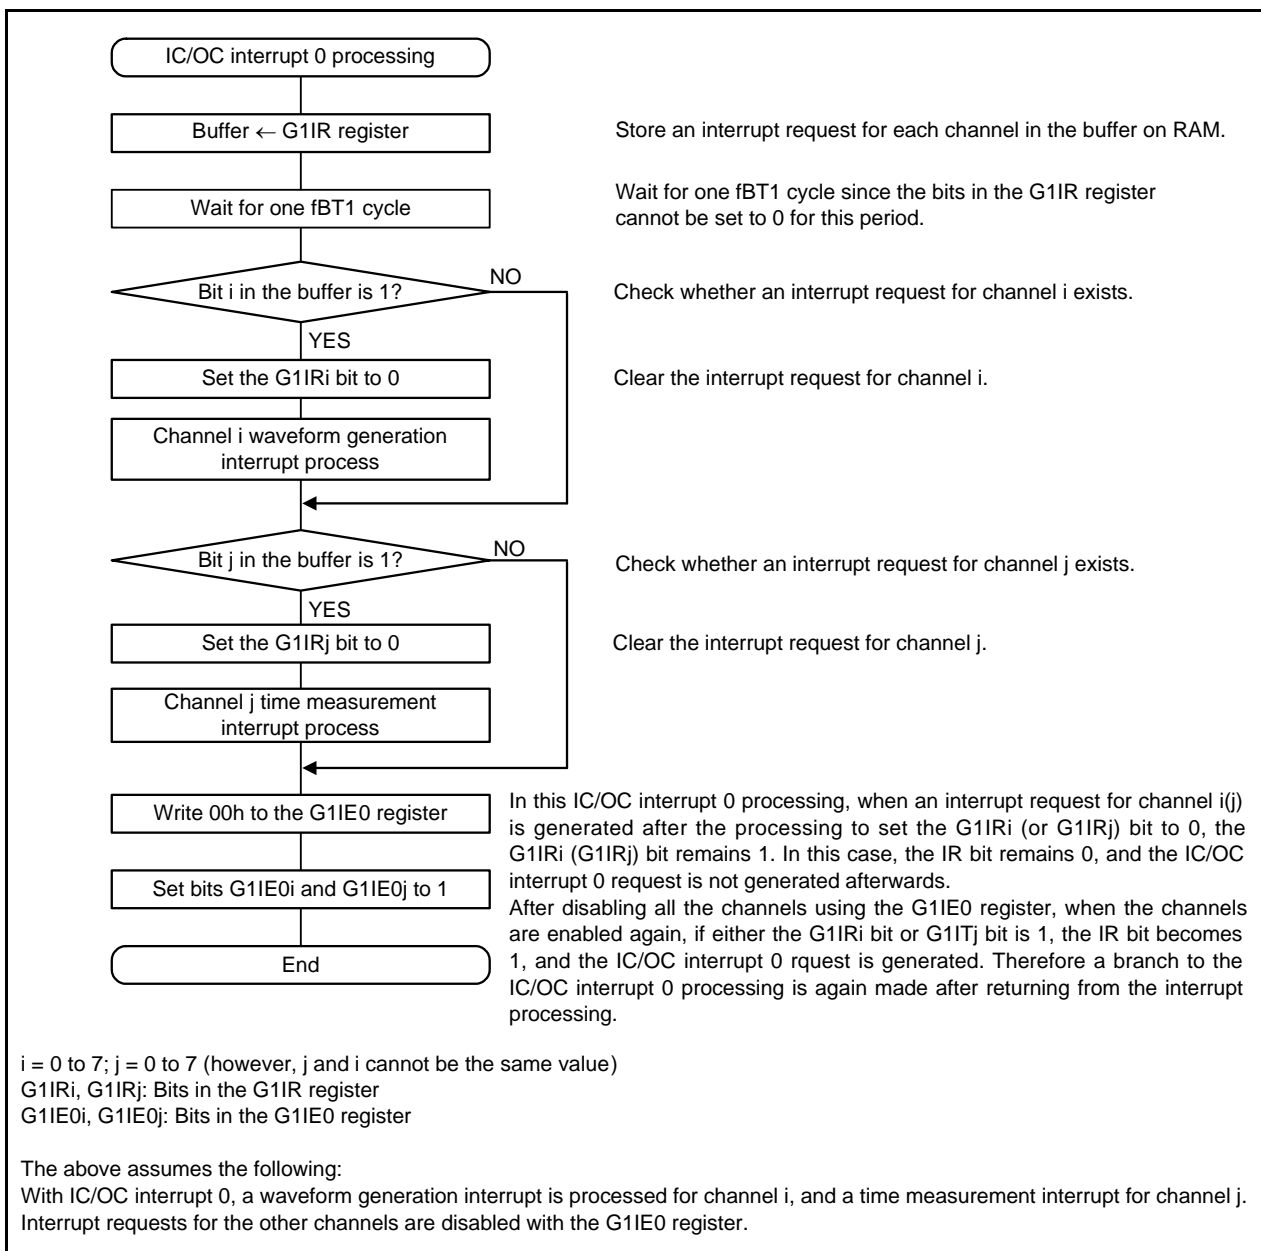 IC/OC interrupt 0 processing
Buffer ← G1IR register
Store an interrupt request for each channel in the buffer on RAM.
Wait for one fBT1 cycle
Wait for one fBT1 cycle since the bits in the G1IR register
cannot be set to 0 for this period.
Bit i in the buffer is 1?
NO
Check whether an interrupt request for channel i exists.
YES
Set the G1IRi bit to 0
Clear the interrupt request for channel i.
Channel i waveform generation
interrupt process
Bit j in the buffer is 1?
NO
Check whether an interrupt request for channel j exists.
YES
Set the G1IRj bit to 0
Clear the interrupt request for channel j.
Channel j time measurement
interrupt process
Write 00h to the G1IE0 register
Set bits G1IE0i and G1IE0j to 1
End
In this IC/OC interrupt 0 processing, when an interrupt request for channel i(j)
is generated after the processing to set the G1IRi (or G1IRj) bit to 0, the
G1IRi (G1IRj) bit remains 1. In this case, the IR bit remains 0, and the IC/OC
interrupt 0 request is not generated afterwards.
After disabling all the channels using the G1IE0 register, when the channels
are enabled again, if either the G1IRi bit or G1ITj bit is 1, the IR bit becomes
1, and the IC/OC interrupt 0 rquest is generated. Therefore a branch to the
IC/OC interrupt 0 processing is again made after returning from the interrupt
processing.
i = 0 to 7; j = 0 to 7 (however, j and i cannot be the same value)
G1IRi, G1IRj: Bits in the G1IR register
G1IE0i, G1IE0j: Bits in the G1IE0 register
The above assumes the following:
With IC/OC interrupt 0, a waveform generation interrupt is processed for channel i, and a time measurement interrupt for channel j.
Interrupt requests for the other channels are disabled with the G1IE0 register.